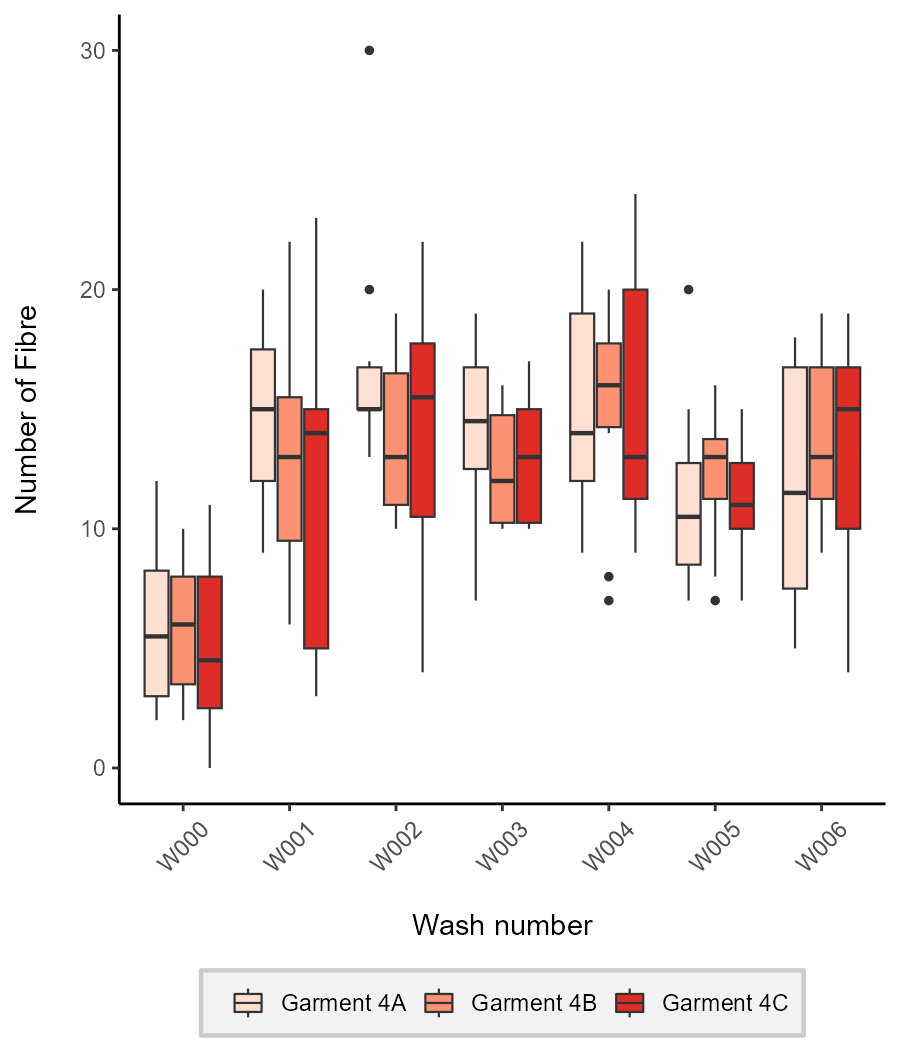 30
20
10
0
Number of Fibre
W000 W001 W002 W003 W004 W005 W006
Wash number
Garment 4A Garment 4B Garment 4C